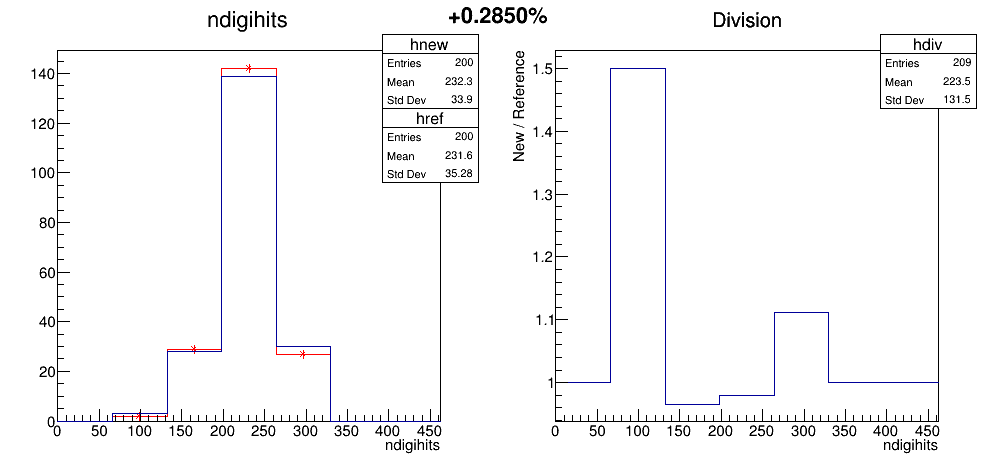 +0.2850%
ndigihits
hnew
Entries 200
Mean 232.3
Std Dev 33.9
href
Entries 200
Mean 231.6
Std Dev 35.28
140
120
100
80
60
40
20
0
0 50 100 150 200 250 300 350 400 450
ndigihits
Division
hdiv
Entries 209
Mean 223.5
Std Dev 131.5
New / Reference
1.5
1.4
1.3
1.2
1.1
1
0 50 100 150 200 250 300 350 400 450
ndigihits